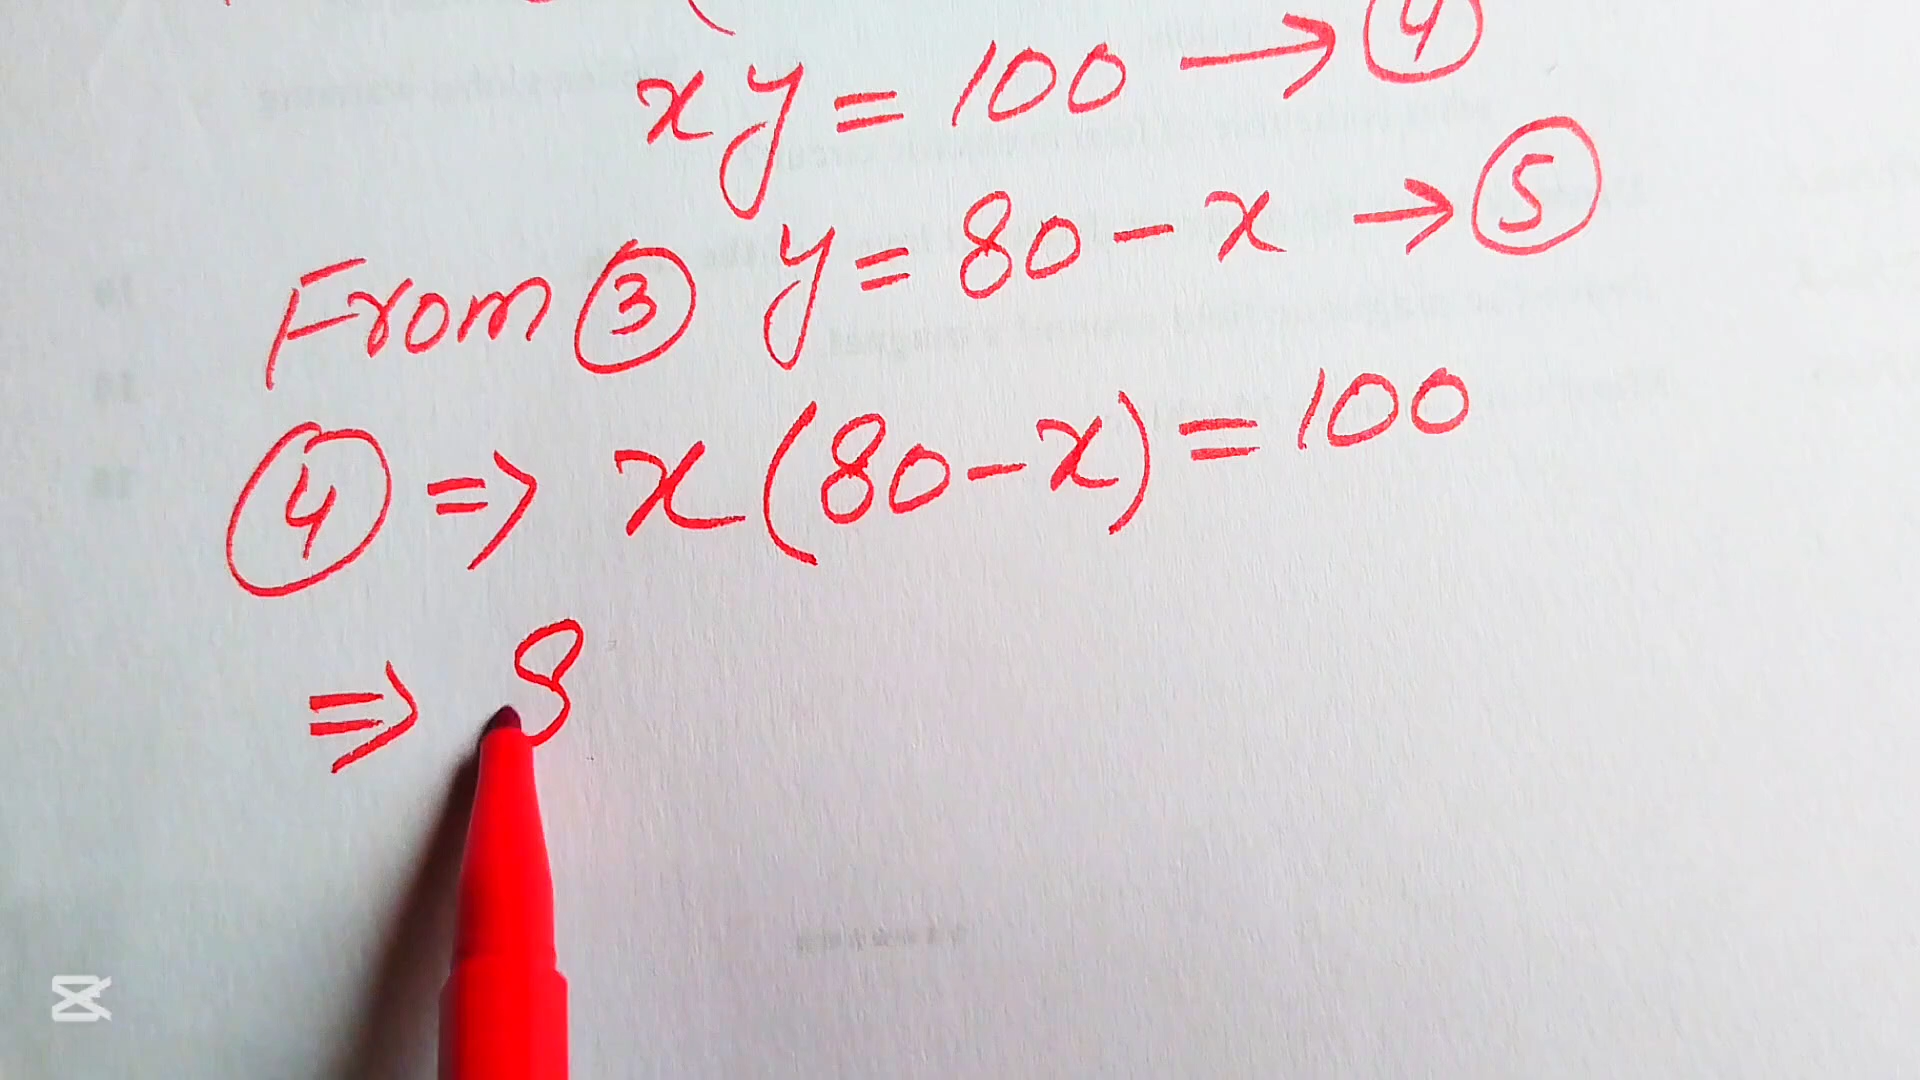 xy = 100 → ④
From ③ y = 80 - x → ⑤
④ ⇒ x(80-x) = 100
⇒ 8